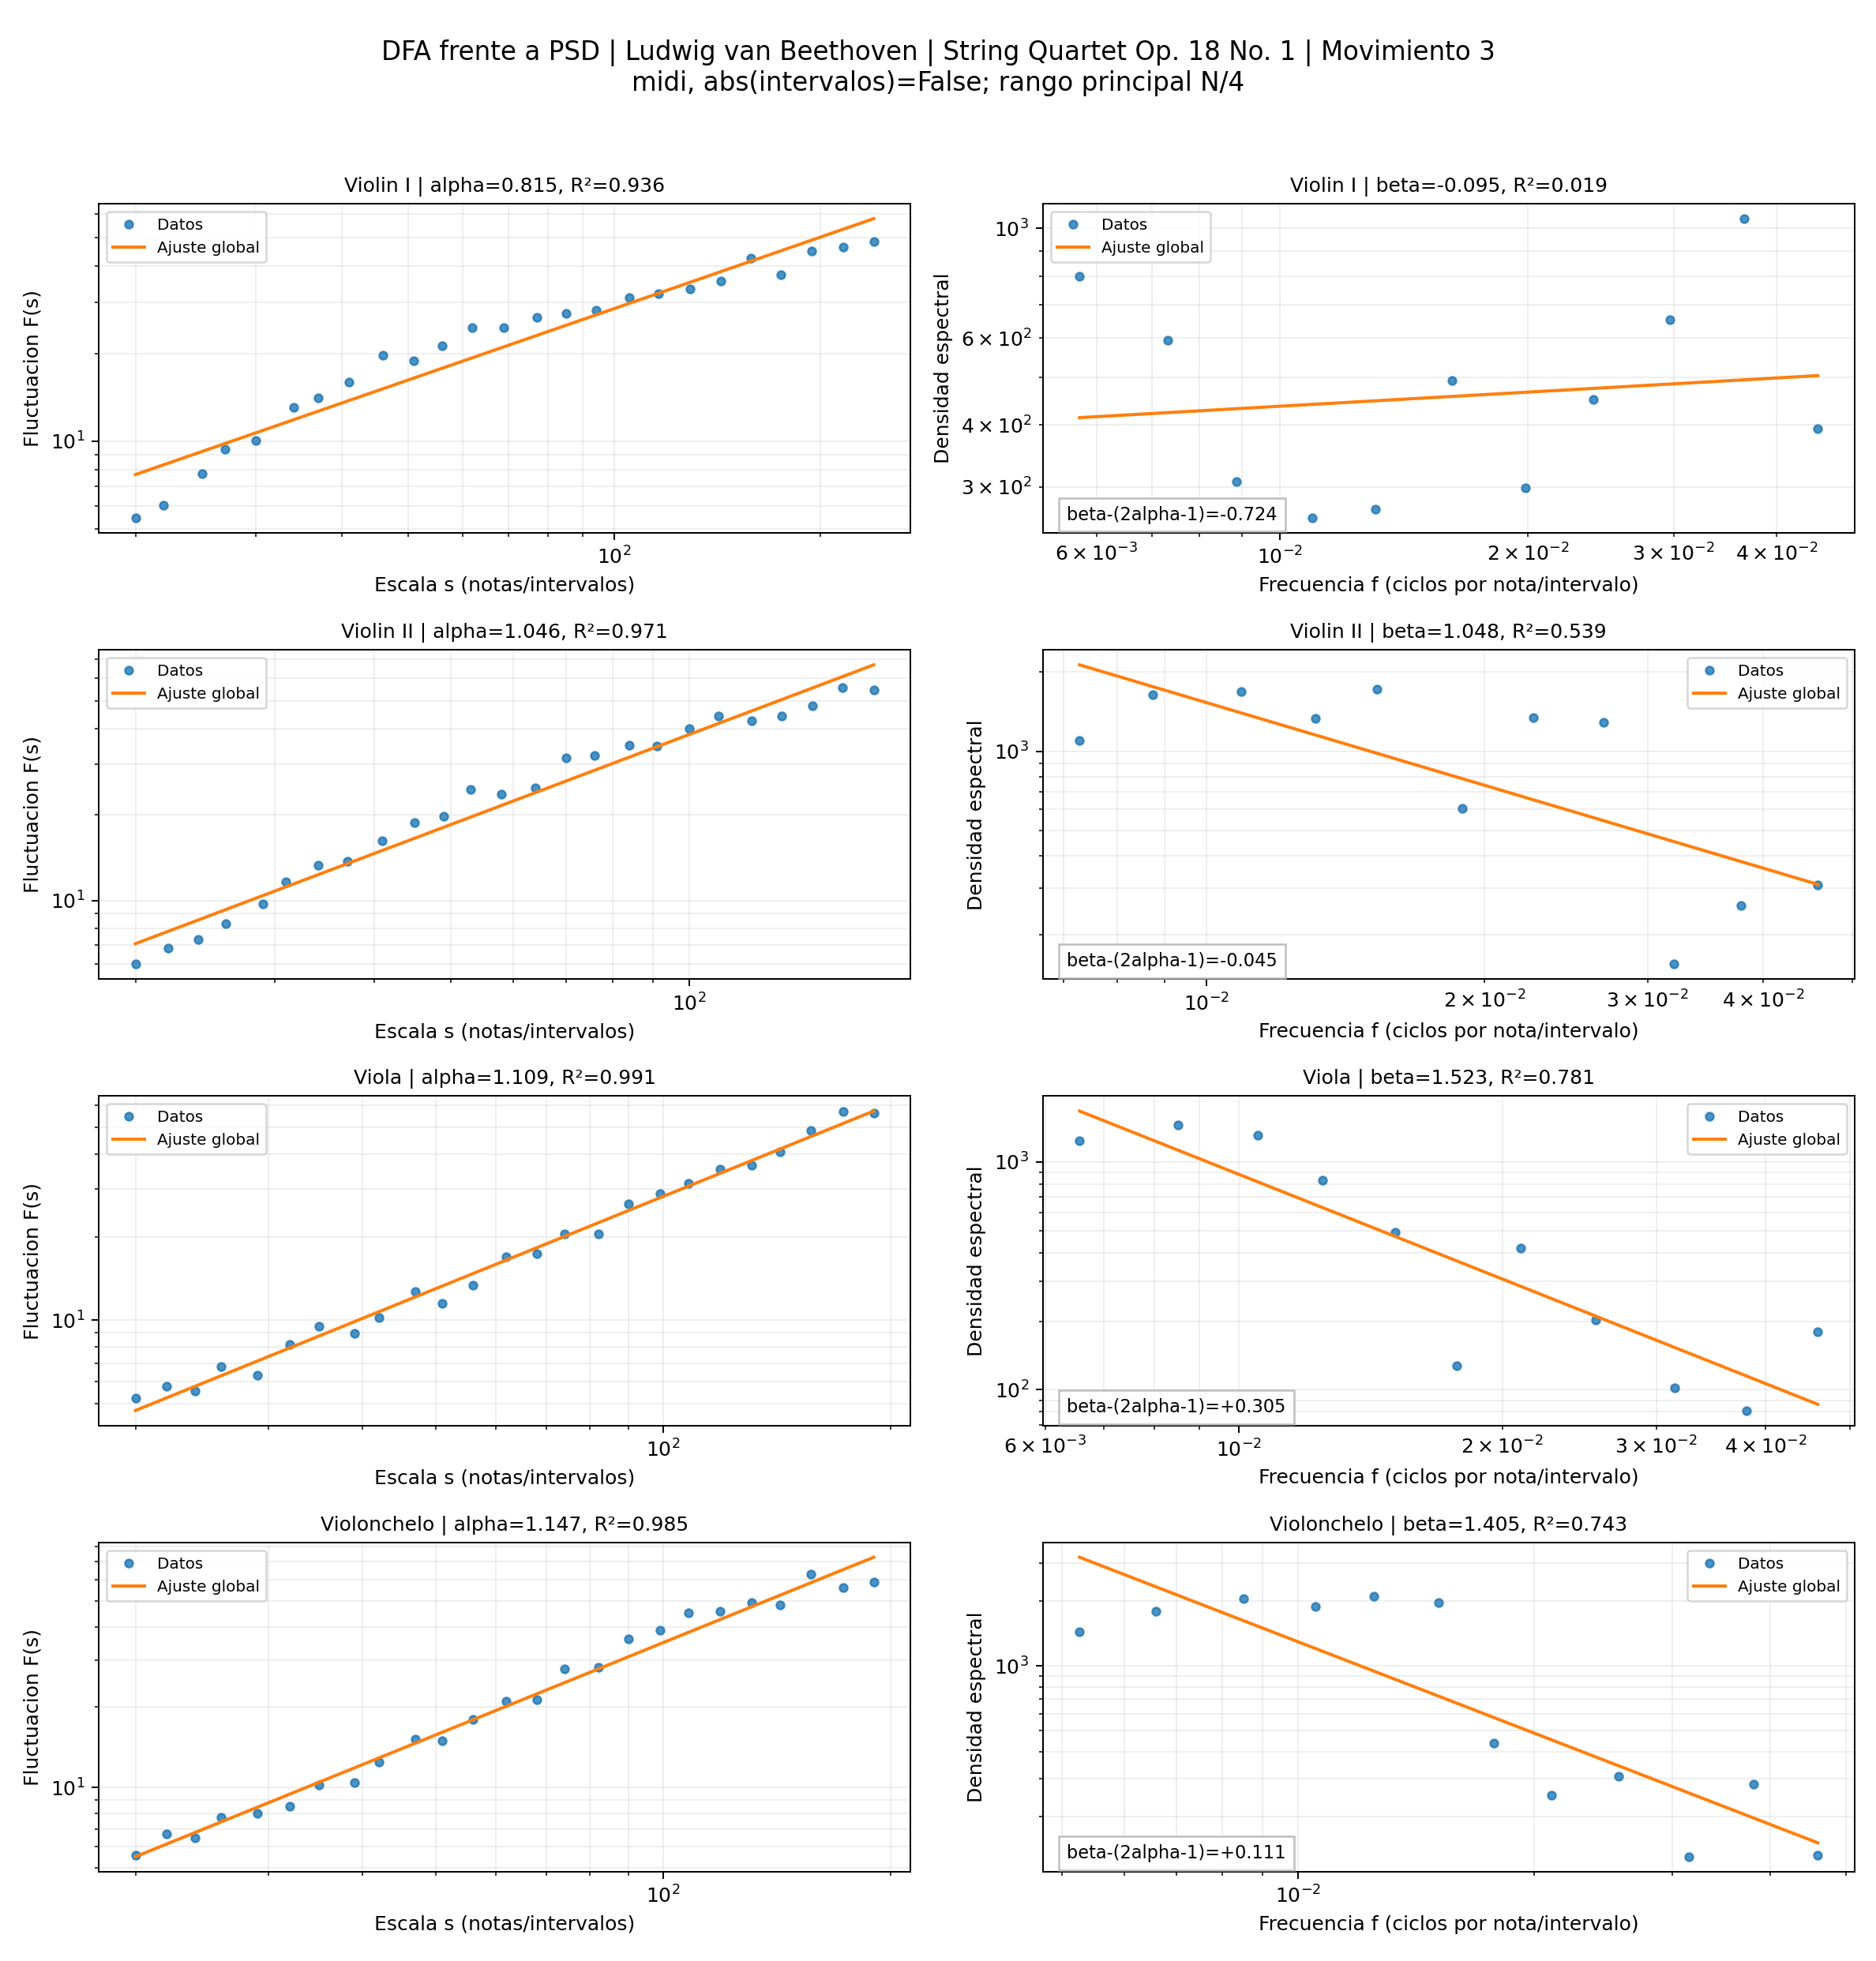 DFA frente a PSD | Ludwig van Beethoven | String Quartet Op. 18 No. 1 | Movimiento 3
midi, abs(intervalos)=False; rango principal N/4
Violin I | alpha=0.815, R²=0.936
Datos
Ajuste global
Fluctuacion F(s)
10¹
10²
Escala s (notas/intervalos)
Violin I | beta=-0.095, R²=0.019
Datos
Ajuste global
Densidad espectral
10³
6 × 10²
4 × 10²
3 × 10²
beta-(2alpha-1)=-0.724
6 × 10⁻³ 10⁻² 2 × 10⁻² 3 × 10⁻² 4 × 10⁻²
Frecuencia f (ciclos por nota/intervalo)
Violin II | alpha=1.046, R²=0.971
Datos
Ajuste global
Fluctuacion F(s)
10¹
10²
Escala s (notas/intervalos)
Violin II | beta=1.048, R²=0.539
Datos
Ajuste global
Densidad espectral
10³
beta-(2alpha-1)=-0.045
10⁻² 2 × 10⁻² 3 × 10⁻² 4 × 10⁻²
Frecuencia f (ciclos por nota/intervalo)
Viola | alpha=1.109, R²=0.991
Datos
Ajuste global
Fluctuacion F(s)
10¹
10²
Escala s (notas/intervalos)
Viola | beta=1.523, R²=0.781
Datos
Ajuste global
Densidad espectral
10³
10²
beta-(2alpha-1)=+0.305
6 × 10⁻³ 10⁻² 2 × 10⁻² 3 × 10⁻² 4 × 10⁻²
Frecuencia f (ciclos por nota/intervalo)
Violonchelo | alpha=1.147, R²=0.985
Datos
Ajuste global
Fluctuacion F(s)
10¹
10²
Escala s (notas/intervalos)
Violonchelo | beta=1.405, R²=0.743
Datos
Ajuste global
Densidad espectral
10³
beta-(2alpha-1)=+0.111
10⁻²
Frecuencia f (ciclos por nota/intervalo)